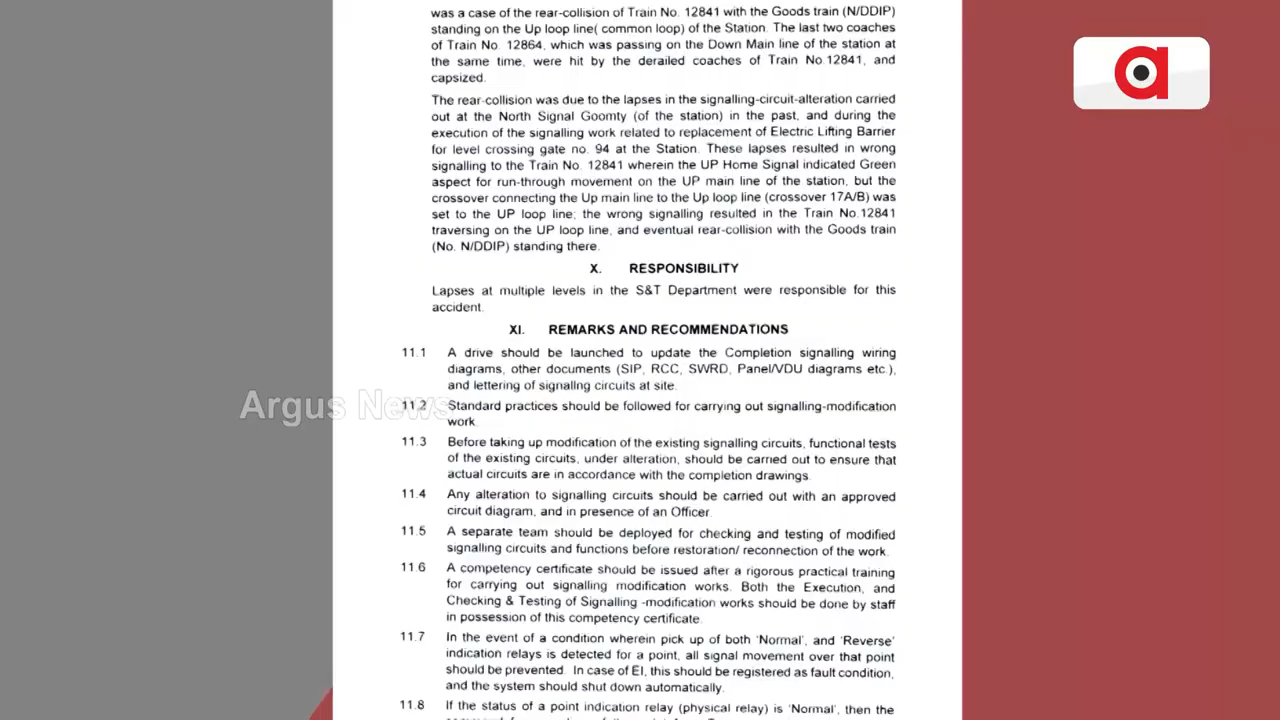 was a case of the rear-collision of Train No. 12841 with the Goods train (N/DDIP)
standing on the Up loop line( common loop) of the Station. The last two coaches
of Train No. 12864, which was passing on the Down Main line of the station at
the same time, were hit by the derailed coaches of Train No.12841, and
capsized.
The rear-collision was due to the lapses in the signalling-circuit-alteration carried
out at the North Signal Goomty (of the station) in the past, and during the
execution of the signalling work related to replacement of Electric Lifting Barrier
for level crossing gate no. 94 at the Station. These lapses resulted in wrong
signalling to the Train No. 12841 wherein the UP Home Signal indicated Green
aspect for run-through movement on the UP main line of the station, but the
crossover connecting the Up main line to the Up loop line (crossover 17A/B) was
set to the UP loop line; the wrong signalling resulted in the Train No.12841
traversing on the UP loop line, and eventual rear-collision with the Goods train
(No. N/DDIP) standing there.
X. RESPONSIBILITY
Lapses at multiple levels in the S&T Department were responsible for this
accident.
XI. REMARKS AND RECOMMENDATIONS
11.1 A drive should be launched to update the Completion signalling wiring
diagrams, other documents (SIP, RCC, SWRD, Panel/VDU diagrams etc.),
and lettering of signallng circuits at site.
Argus News
11.2 Standard practices should be followed for carrying out signalling-modification
work.
11.3 Before taking up modification of the existing signalling circuits, functional tests
of the existing circuits, under alteration, should be carried out to ensure that
actual circuits are in accordance with the completion drawings.
11.4 Any alteration to signalling circuits should be carried out with an approved
circuit diagram, and in presence of an Officer.
11.5 A separate team should be deployed for checking and testing of modified
signalling circuits and functions before restoration/ reconnection of the work.
11.6 A competency certificate should be issued after a rigorous practical training
for carrying out signalling modification works. Both the Execution, and
Checking & Testing of Signalling -modification works should be done by staff
in possession of this competency certificate.
11.7 In the event of a condition wherein pick up of both 'Normal', and 'Reverse'
indication relays is detected for a point, all signal movement over that point
should be prevented. In case of EI, this should be registered as fault condition,
and the system should shut down automatically.
11.8 If the status of a point indication relay (physical relay) is 'Normal', then the